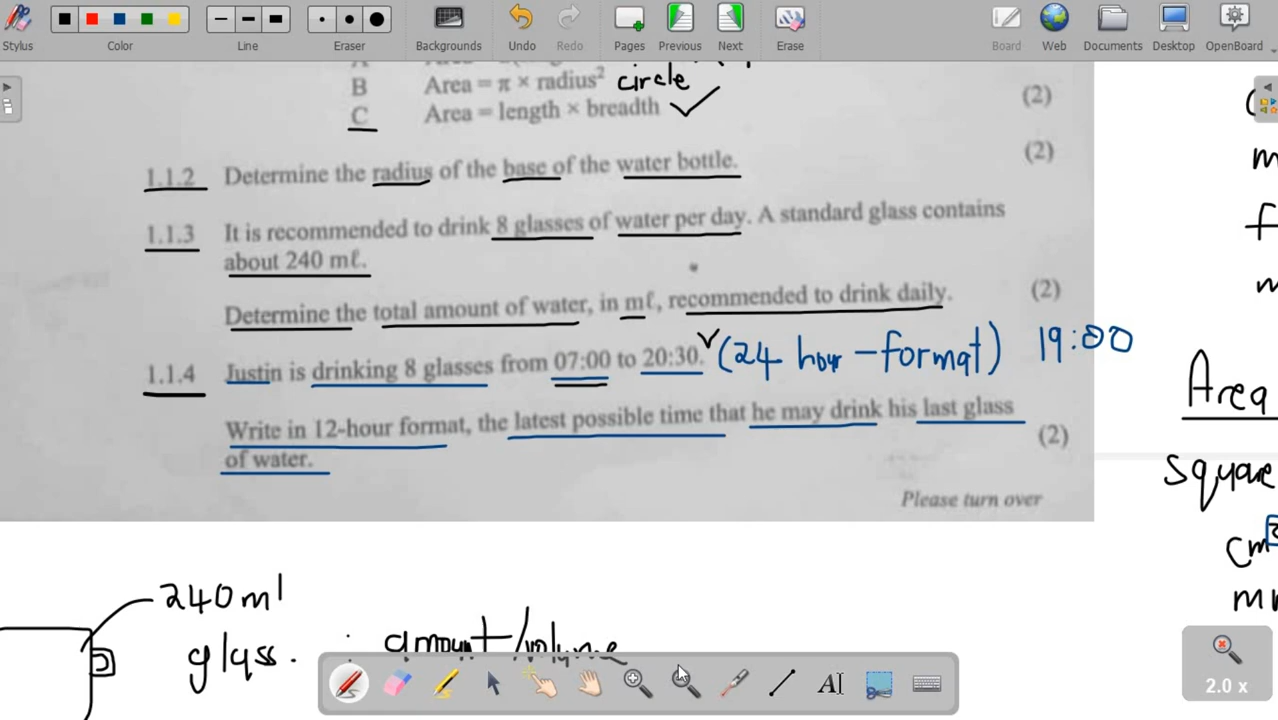 Stylus Color Line Eraser Backgrounds Undo Redo Pages Previous Next Erase Board Web Documents Desktop OpenBoard
B Area = π × radius² circle
C Area = length × breadth ✓ (2)
1.1.2 Determine the radius of the base of the water bottle. (2)
1.1.3 It is recommended to drink 8 glasses of water per day. A standard glass contains
about 240 mℓ.
Determine the total amount of water, in mℓ, recommended to drink daily. (2)
1.1.4 Justin is drinking 8 glasses from 07:00 to 20:30. (24 hour-format) 19:00
Write in 12-hour format, the latest possible time that he may drink his last glass
of water. (2)
Please turn over
Area
square
cm
240ml
glass. amount/volume
2.0 x